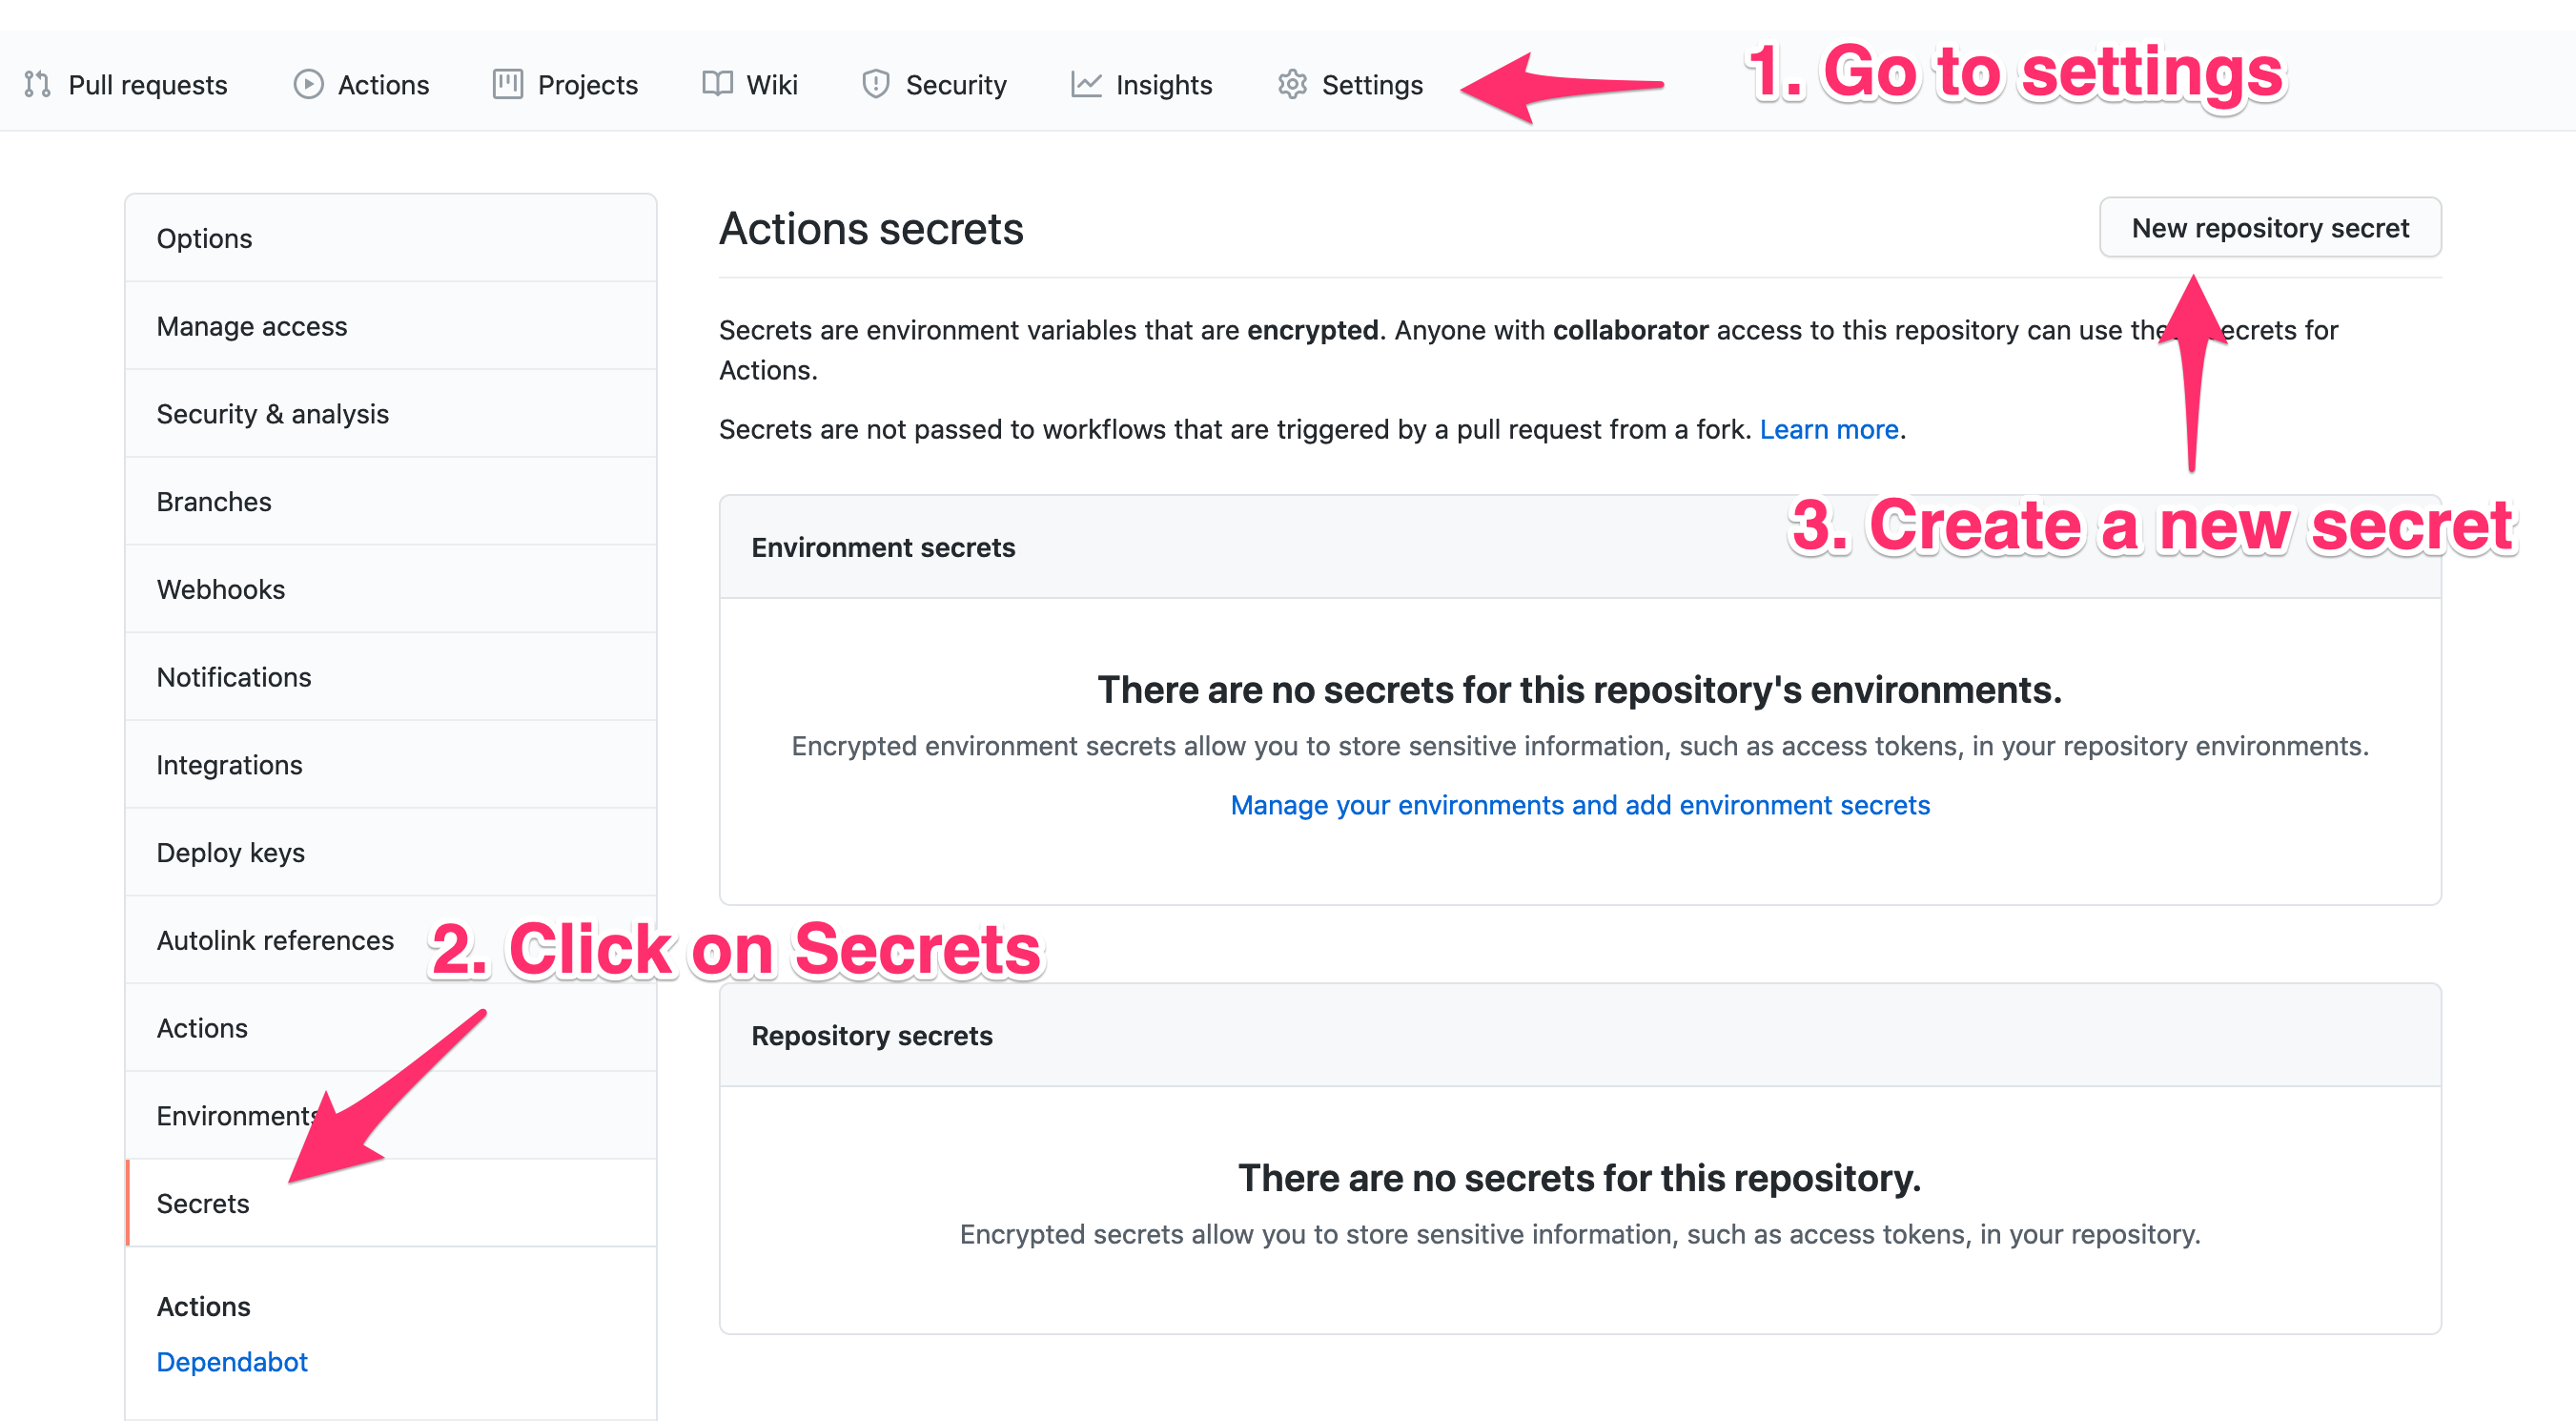 Pull requests Actions Projects Wiki Security Insights Settings
1. Go to settings
Options
Manage access
Security & analysis
Branches
Webhooks
Notifications
Integrations
Deploy keys
Autolink references
Actions
Environments
Secrets
Actions
Dependabot
2. Click on Secrets
Actions secrets
New repository secret
Secrets are environment variables that are encrypted. Anyone with collaborator access to this repository can use for
Actions.
Secrets are not passed to workflows that are triggered by a pull request from a fork. Learn more.
3. Create a new secret
Environment secrets
There are no secrets for this repository's environments.
Encrypted environment secrets allow you to store sensitive information, such as access tokens, in your repository environments.
Manage your environments and add environment secrets
Repository secrets
There are no secrets for this repository.
Encrypted secrets allow you to store sensitive information, such as access tokens, in your repository.